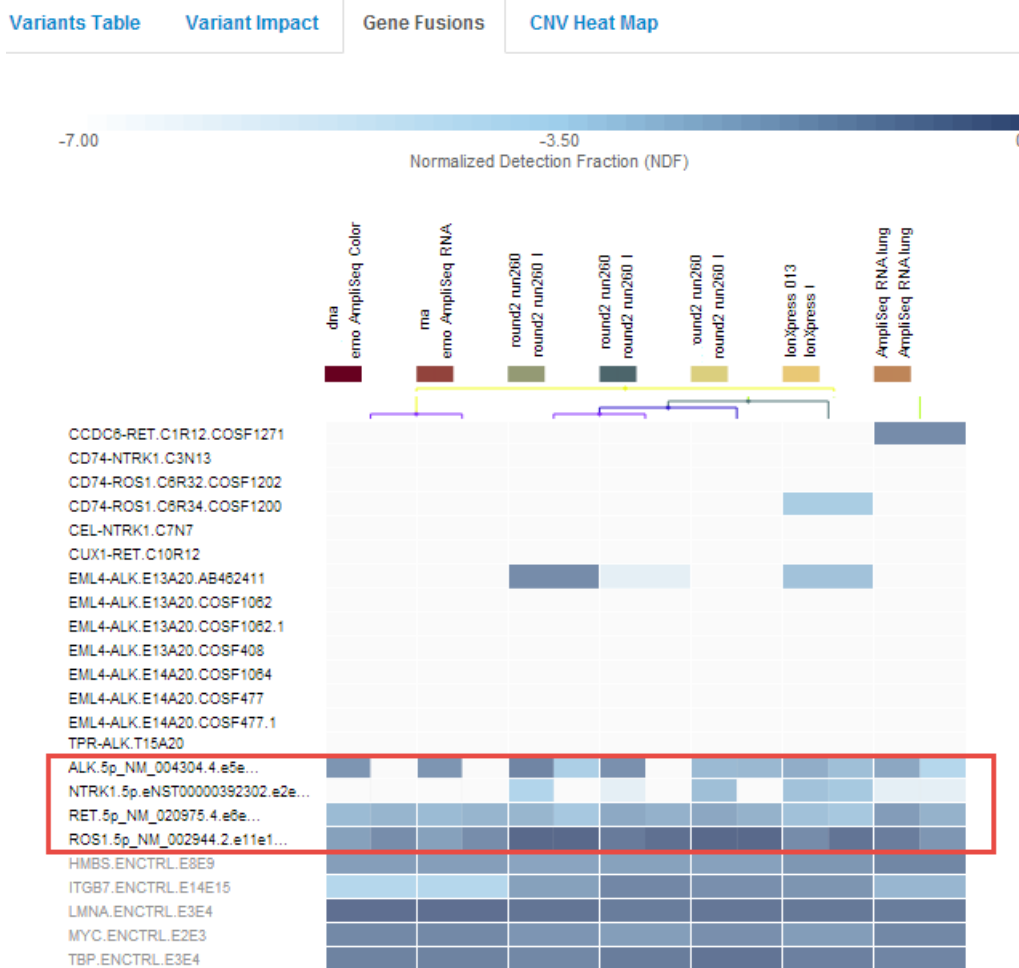 Variants Table Variant Impact Gene Fusions CNV Heat Map
-7.00 -3.50 0
Normalized Detection Fraction (NDF)
dna
emo AmpliSeq Color
rna
emo AmpliSeq RNA
round2 run260
round2 run260 I
round2 run260
round2 run260 I
ound2 run260
round2 run260 I
IonXpress 013
IonXpress I
AmpliSeq RNA lung
AmpliSeq RNA lung
CCDC6-RET.C1R12.COSF1271
CD74-NTRK1.C3N13
CD74-ROS1.C6R32.COSF1202
CD74-ROS1.C6R34.COSF1200
CEL-NTRK1.C7N7
CUX1-RET.C10R12
EML4-ALK.E13A20.AB462411
EML4-ALK.E13A20.COSF1062
EML4-ALK.E13A20.COSF1062.1
EML4-ALK.E13A20.COSF408
EML4-ALK.E14A20.COSF1064
EML4-ALK.E14A20.COSF477
EML4-ALK.E14A20.COSF477.1
TPR-ALK.T15A20
ALK.5p_NM_004304.4.e5e...
NTRK1.5p.eNST00000392302.e2e...
RET.5p_NM_020975.4.e6e...
ROS1.5p_NM_002944.2.e11e1...
HMBS.ENCTRL.E8E9
ITGB7.ENCTRL.E14E15
LMNA.ENCTRL.E3E4
MYC.ENCTRL.E2E3
TBP.ENCTRL.E3E4